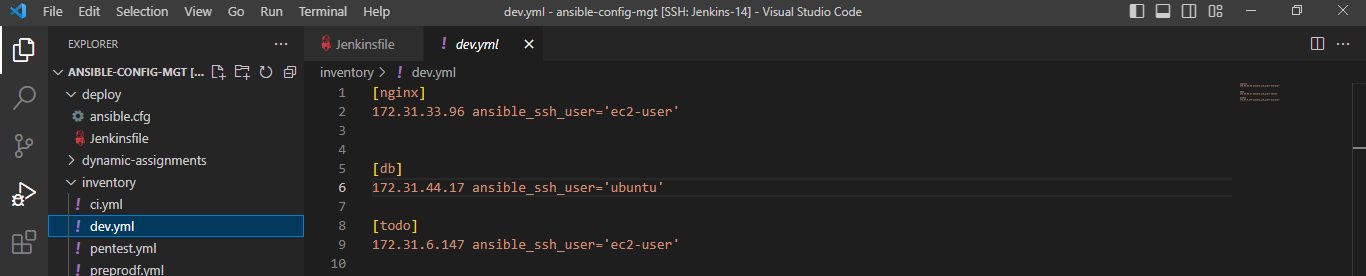 File Edit Selection View Go Run Terminal Help dev.yml - ansible-config-mgt [SSH: Jenkins-14] - Visual Studio Code
EXPLORER
ANSIBLE-CONFIG-MGT [...
deploy
ansible.cfg
Jenkinsfile
dynamic-assignments
inventory
ci.yml
dev.yml
pentest.yml
preprodf.yml
Jenkinsfile
dev.yml
inventory > dev.yml
1 [nginx]
2 172.31.33.96 ansible_ssh_user='ec2-user'
3
4
5 [db]
6 172.31.44.17 ansible_ssh_user='ubuntu'
7
8 [todo]
9 172.31.6.147 ansible_ssh_user='ec2-user'
10